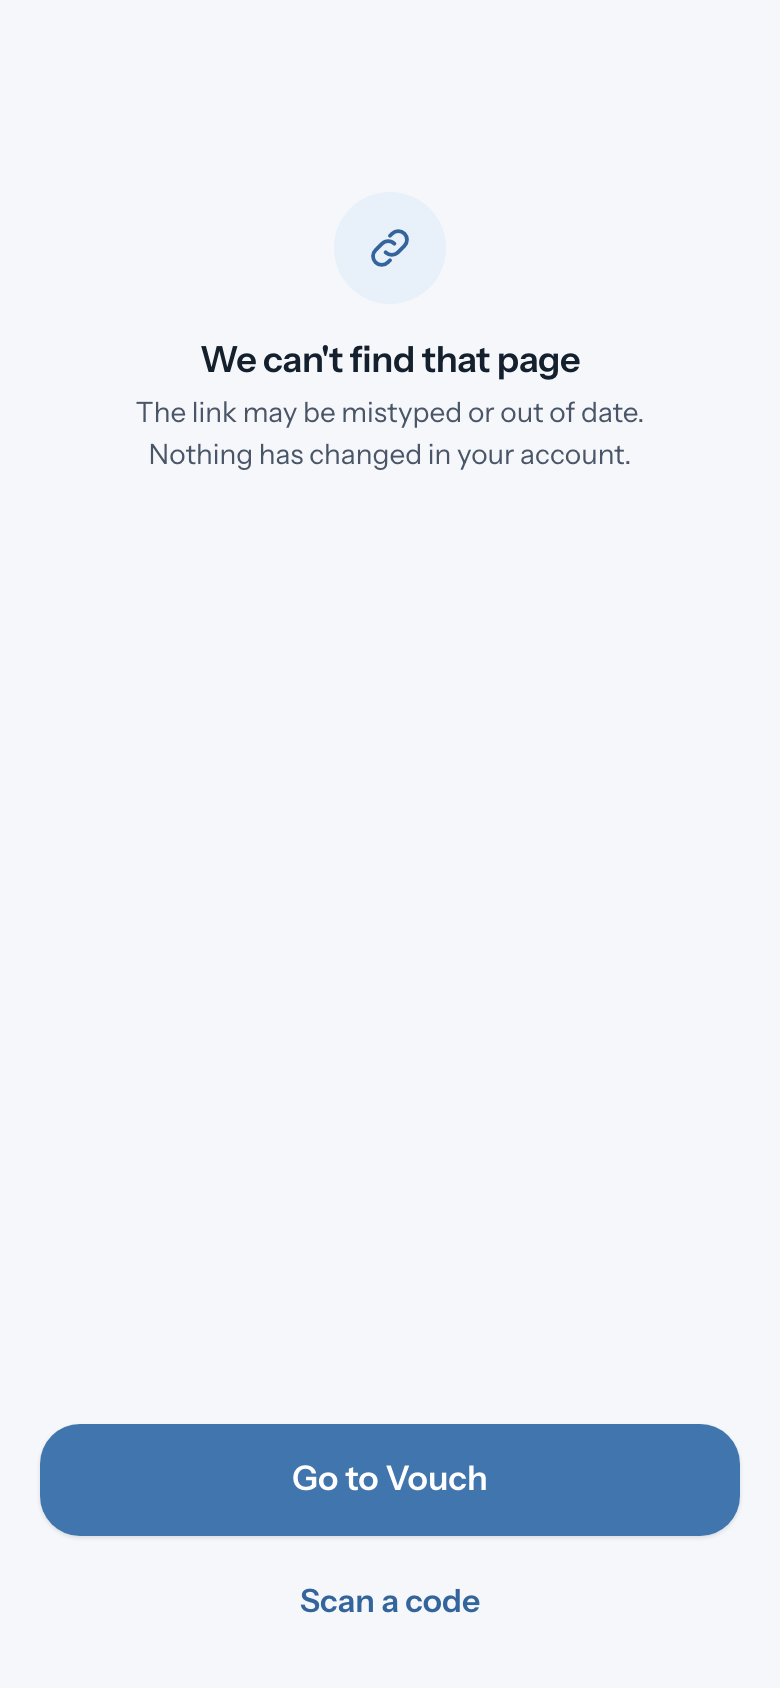 We can't find that page
The link may be mistyped or out of date.
Nothing has changed in your account.
Go to Vouch
Scan a code